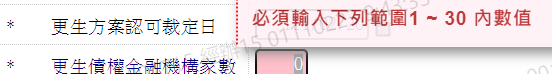 必須輸入下列範圍1 ~ 30 內數值
* 更生方案認可裁定日
* 更生債權金融機構家數 0